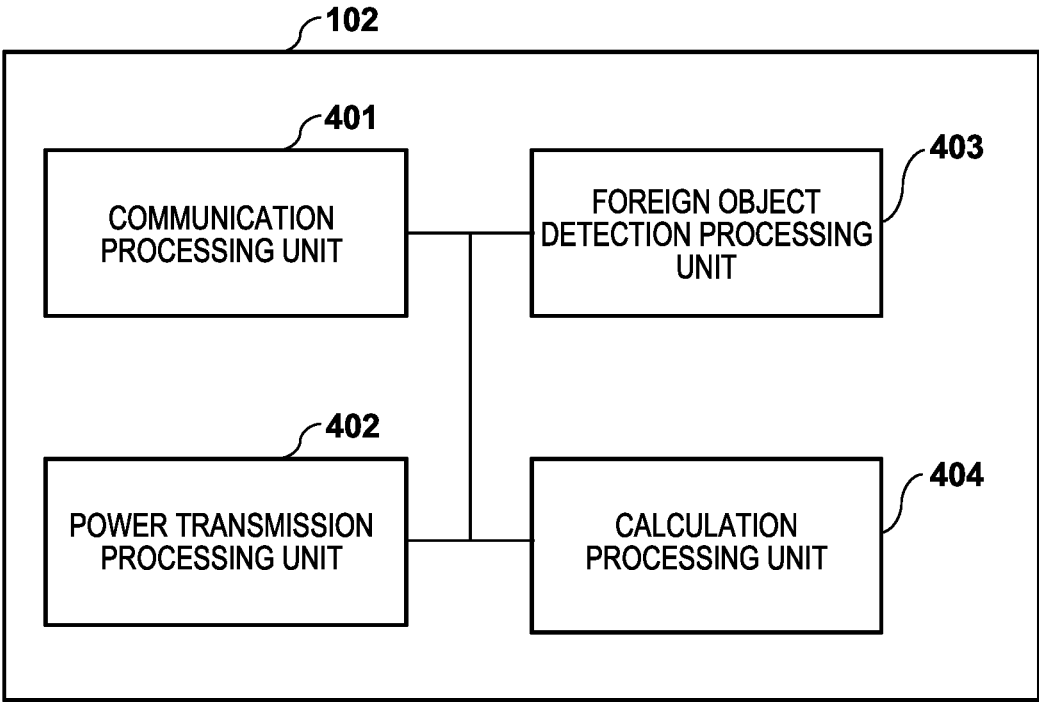 102
401
COMMUNICATION
PROCESSING UNIT
403
FOREIGN OBJECT
DETECTION PROCESSING
UNIT
402
POWER TRANSMISSION
PROCESSING UNIT
404
CALCULATION
PROCESSING UNIT